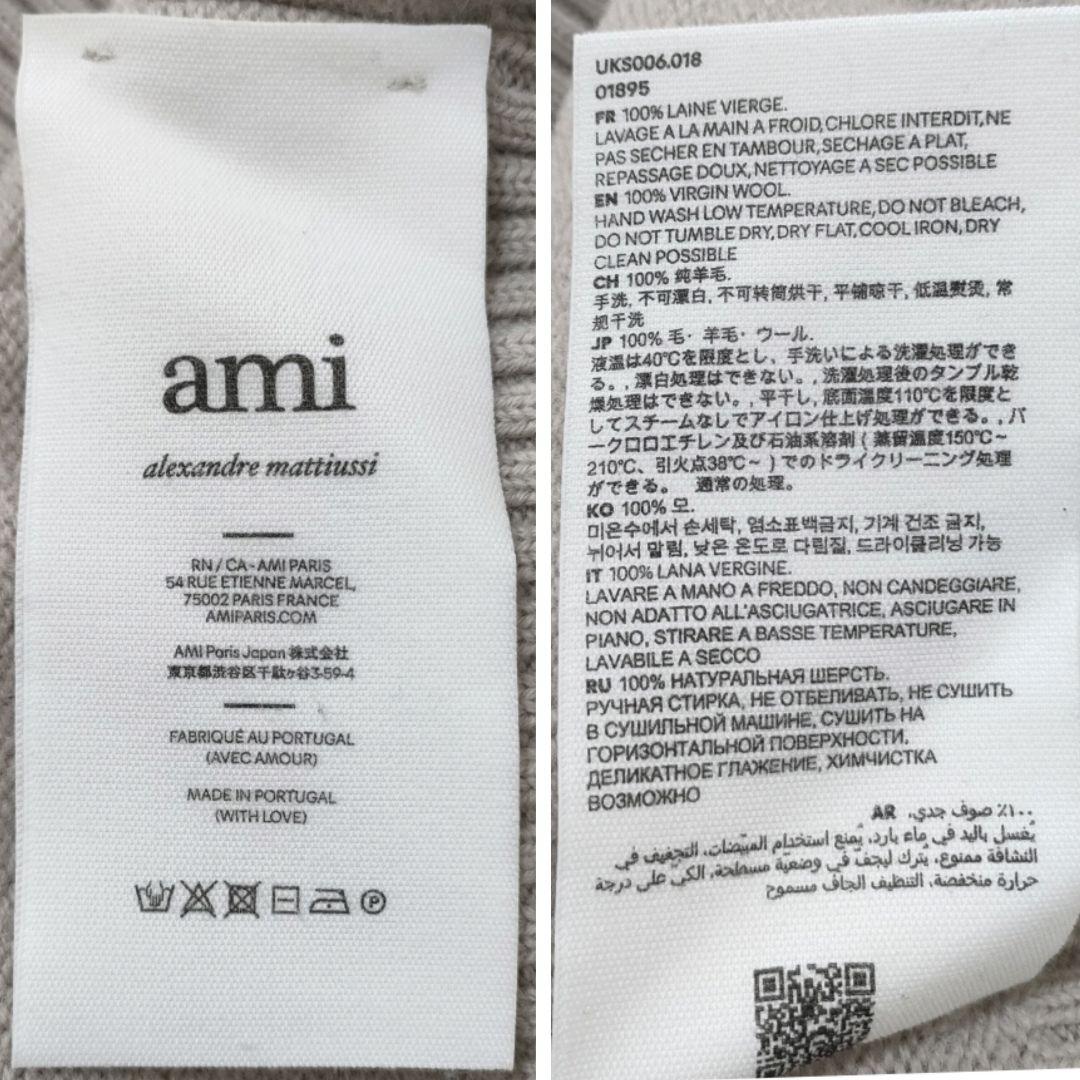 ami
alexandre mattiussi
RN / CA - AMI PARIS
54 RUE ETIENNE MARCEL,
75002 PARIS FRANCE
AMIPARIS.COM
AMI Paris Japan 株式会社
東京都渋谷区千駄ヶ谷3-59-4
FABRIQUÉ AU PORTUGAL
(AVEC AMOUR)
MADE IN PORTUGAL
(WITH LOVE)
P
UKS006.018
01895
FR 100% LAINE VIERGE.
LAVAGE A LA MAIN A FROID, CHLORE INTERDIT, NE
PAS SECHER EN TAMBOUR, SECHAGE A PLAT,
REPASSAGE DOUX, NETTOYAGE A SEC POSSIBLE
EN 100% VIRGIN WOOL.
HAND WASH LOW TEMPERATURE, DO NOT BLEACH,
DO NOT TUMBLE DRY, DRY FLAT, COOL IRON, DRY
CLEAN POSSIBLE
CH 100% 纯羊毛.
手洗, 不可漂白, 不可转筒烘干, 平铺晾干, 低温熨烫, 常
规干洗
JP 100% 毛・羊毛・ウール.
液温は40℃を限度とし、手洗いによる洗濯処理ができ
る。, 漂白処理はできない。, 洗濯処理後のタンブル乾
燥処理はできない。, 平干し, 底面温度110℃を限度と
してスチームなしでアイロン仕上げ処理ができる。, パ
ークロロエチレン及び石油系溶剤 ( 蒸留温度150℃~
210℃、引火点38℃~ ) でのドライクリーニング処理
ができる。 通常の処理。
KO 100% 모.
미온수에서 손세탁, 염소표백금지, 기계 건조 금지,
뉘어서 말림, 낮은 온도로 다림질, 드라이클리닝 가능
IT 100% LANA VERGINE.
LAVARE A MANO A FREDDO, NON CANDEGGIARE,
NON ADATTO ALL'ASCIUGATRICE, ASCIUGARE IN
PIANO, STIRARE A BASSE TEMPERATURE,
LAVABILE A SECCO
RU 100% НАТУРАЛЬНАЯ ШЕРСТЬ.
РУЧНАЯ СТИРКА, НЕ ОТБЕЛИВАТЬ, НЕ СУШИТЬ
В СУШИЛЬНОЙ МАШИНЕ, СУШИТЬ НА
ГОРИЗОНТАЛЬНОЙ ПОВЕРХНОСТИ,
ДЕЛИКАТНОЕ ГЛАЖЕНИЕ, ХИМЧИСТКА
ВОЗМОЖНО
AR ١٠٠٪ صوف جدي.
يُغسل باليد في ماء بارد، يُمنع استخدام المبيّضات، التجفيف في
النشافة ممنوع، يترك ليجفّ في وضعيّة مسطحة، الكيّ على درجة
حرارة منخفضة، التنظيف الجاف مسموح